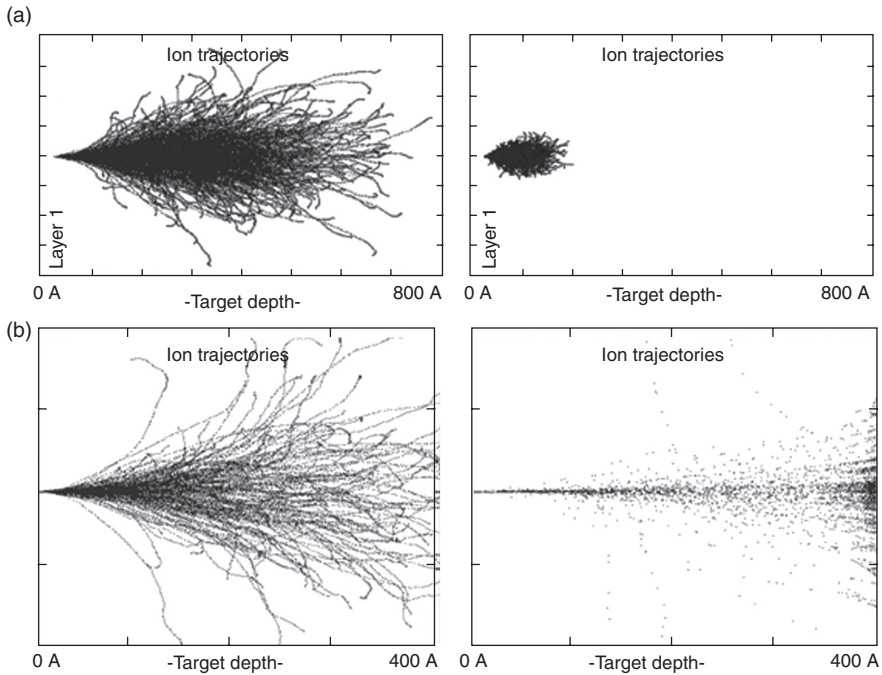 (a)
Ion trajectories
Ion trajectories
Layer 1
Layer 1
0 A
-Target depth-
800 A
0 A
-Target depth-
800 A
(b)
Ion trajectories
Ion trajectories
0 A
-Target depth-
400 A
0 A
-Target depth-
400 A